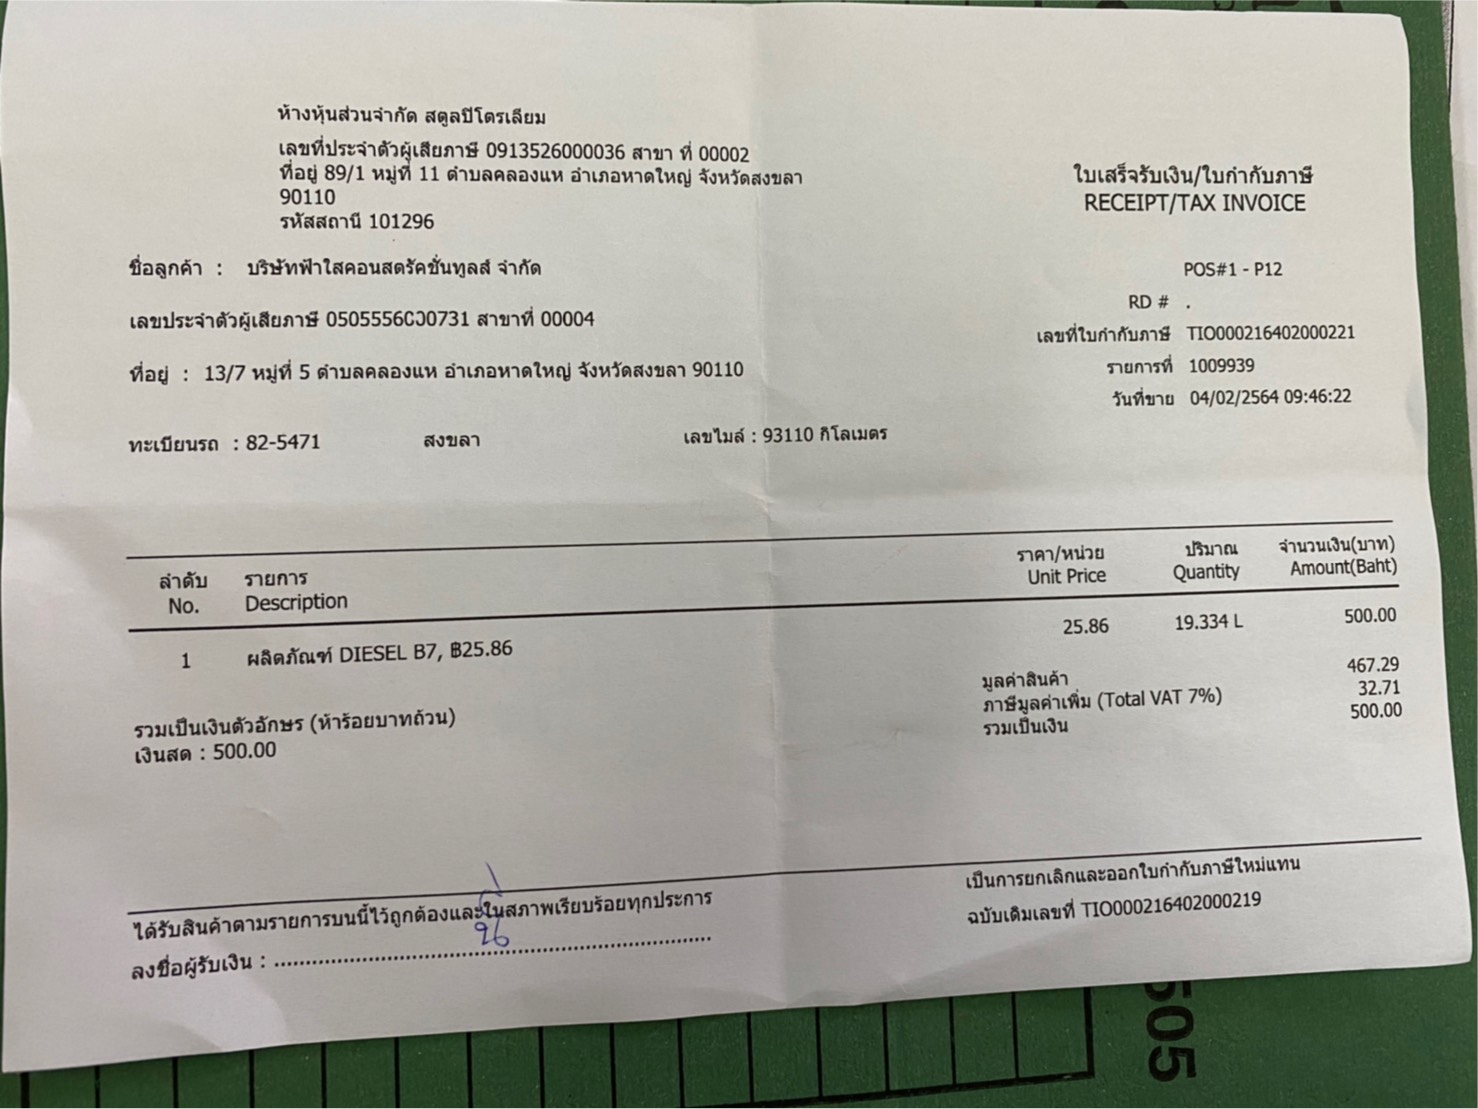 ห้างหุ้นส่วนจำกัด สตูลปิโตรเลียม
เลขที่ประจำตัวผู้เสียภาษี 0913526000036 สาขา ที่ 00002
ที่อยู่ 89/1 หมู่ที่ 11 ตำบลคลองแห อำเภอหาดใหญ่ จังหวัดสงขลา
90110
รหัสสถานี 101296
ใบเสร็จรับเงิน/ใบกำกับภาษี
RECEIPT/TAX INVOICE
ชื่อลูกค้า : บริษัทฟ้าใสคอนสตรัคชั่นทูลส์ จำกัด
POS#1 - P12
RD # .
เลขประจำตัวผู้เสียภาษี 0505556000731 สาขาที่ 00004
เลขที่ใบกำกับภาษี TIO000216402000221
ที่อยู่ : 13/7 หมู่ที่ 5 ตำบลคลองแห อำเภอหาดใหญ่ จังหวัดสงขลา 90110
รายการที่ 1009939
วันที่ขาย 04/02/2564 09:46:22
ทะเบียนรถ : 82-5471 สงขลา เลขไมล์ : 93110 กิโลเมตร
ลำดับ รายการ ราคา/หน่วย ปริมาณ จำนวนเงิน(บาท)
No. Description Unit Price Quantity Amount(Baht)
1 ผลิตภัณฑ์ DIESEL B7, ฿25.86 25.86 19.334 L 500.00
มูลค่าสินค้า 467.29
ภาษีมูลค่าเพิ่ม (Total VAT 7%) 32.71
รวมเป็นเงิน 500.00
รวมเป็นเงินตัวอักษร (ห้าร้อยบาทถ้วน)
เงินสด : 500.00
ได้รับสินค้าตามรายการบนนี้ไว้ถูกต้องและในสภาพเรียบร้อยทุกประการ
ลงชื่อผู้รับเงิน : ........................................................................
เป็นการยกเลิกและออกใบกำกับภาษีใหม่แทน
ฉบับเดิมเลขที่ TIO000216402000219
505